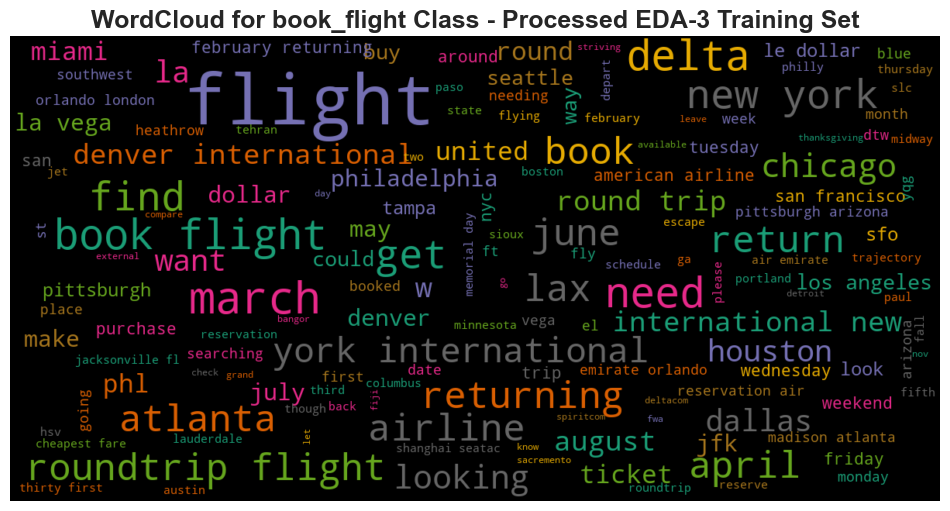 WordCloud for book_flight Class - Processed EDA-3 Training Set
miami
february returning
buy
round
striving
delta
le dollar
blue
southwest
la
flight
around
seattle
depart
philly
thursday
orlando london
paso
needing
way
new york
slc
la vega
heathrow
tehran
state
flying
february
leave
week
month
san
denver international
two
united
book
available
tuesday
thanksgiving
dtw
midway
jet
find
dollar
day
philadelphia
boston
american airline
chicago
yqg
compare
tampa
nyc
round trip
san francisco
st
book flight
may
sioux
june
escape
pittsburgh arizona
external
want
could
get
memorial day
ft
fly
return
sfo
pittsburgh
booked
w
go
schedule
ga
air emirate
trajectory
place
march
lax
need
please
portland
los angeles
bangor
denver
minnesota
vega
el
international new
detroit
paul
make
purchase
reservation
arizona
fall
jacksonville fl
searching
york international
date
trip
houston
look
nov
check
grand
first
columbus
emirate orlando
wednesday
phl
july
third
fiji
returning
reservation air
fifth
going
atlanta
though
back
deltacom
weekend
spiritcom
fwa
dallas
hsv
let
airline
know
august
jfk
madison atlanta
cheapest fare
lauderdale
shanghai seatac
sacramento
roundtrip flight
looking
ticket
april
friday
monday
thirty first
austin
roundtrip
reserve